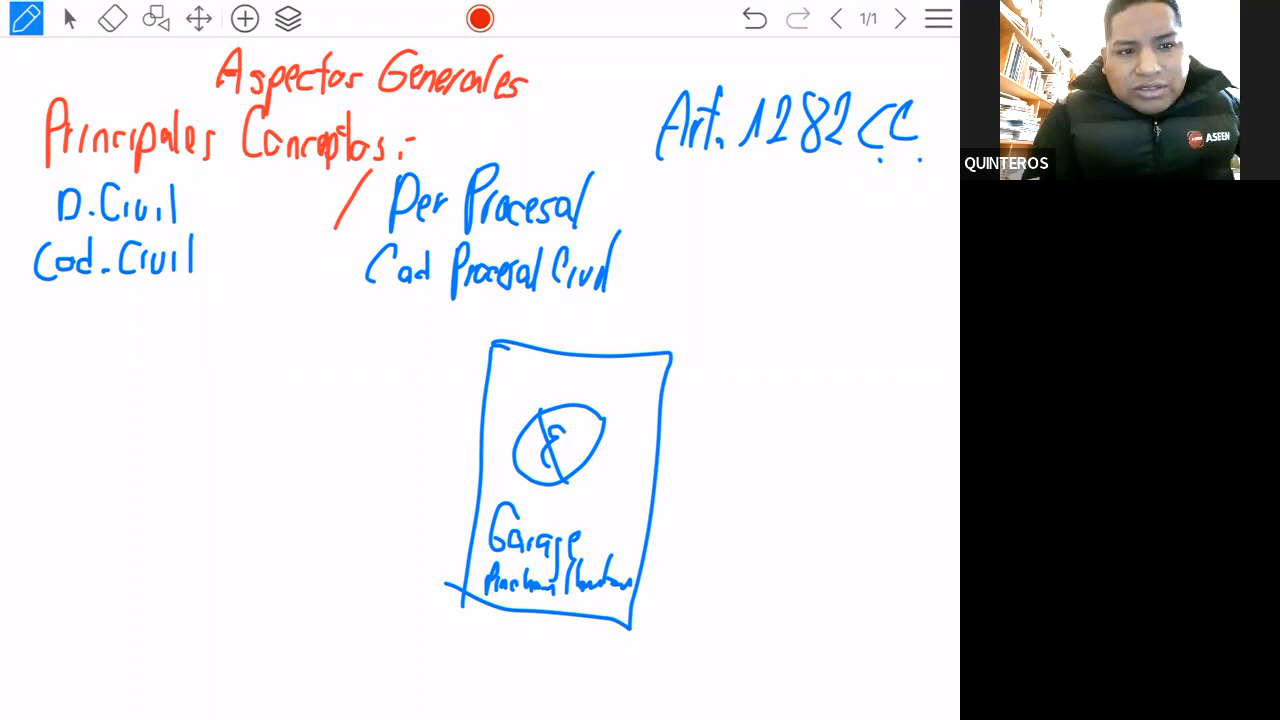 1/1
Aspectos Generales
Principales Conceptos.-
Art. 1282 C.C.
D. Civil / Der Procesal
Cod. Civil
Cod Procesal Civil
E
Garage
QUINTEROS
ASEEN